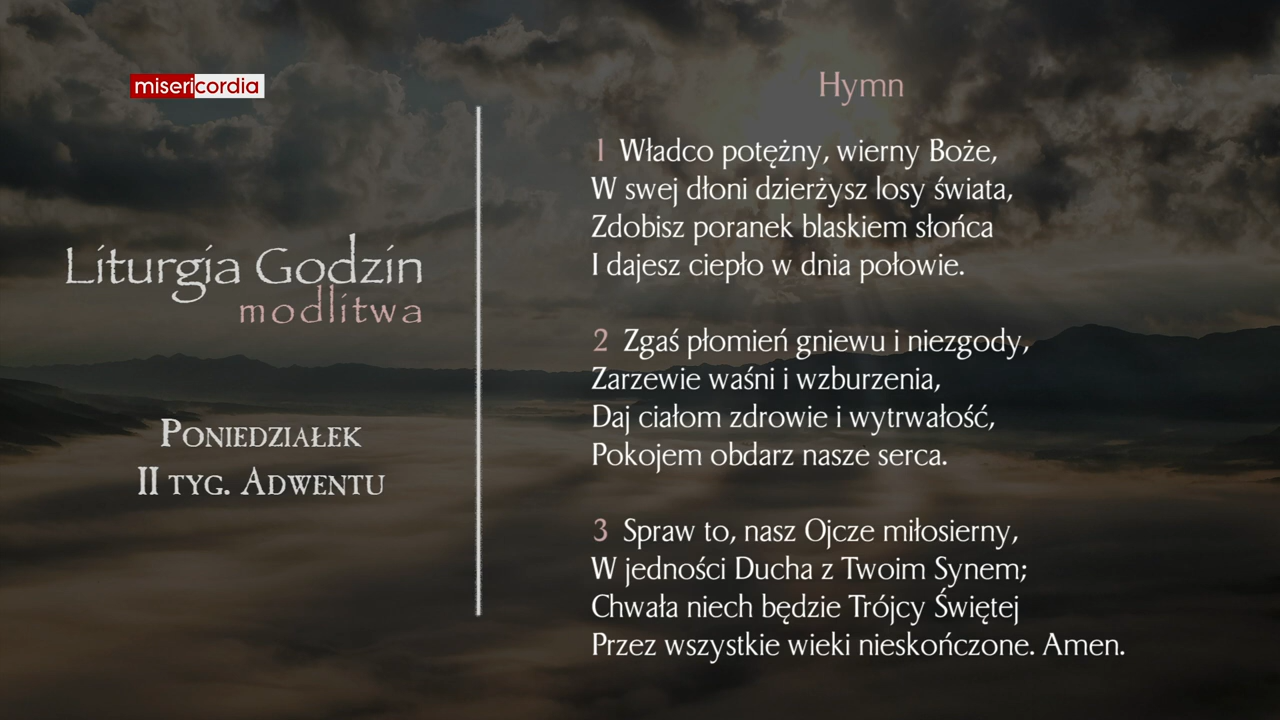 misericordia
Liturgia Godzin
modlitwa
Poniedziałek
II tyg. Adwentu
Hymn
1 Władco potężny, wierny Boże,
W swej dłoni dzierżysz losy świata,
Zdobisz poranek blaskiem słońca
I dajesz ciepło w dnia połowie.
2 Zgaś płomień gniewu i niezgody,
Zarzewie waśni i wzburzenia,
Daj ciałom zdrowie i wytrwałość,
Pokojem obdarz nasze serca.
3 Spraw to, nasz Ojcze miłosierny,
W jedności Ducha z Twoim Synem;
Chwała niech będzie Trójcy Świętej
Przez wszystkie wieki nieskończone. Amen.